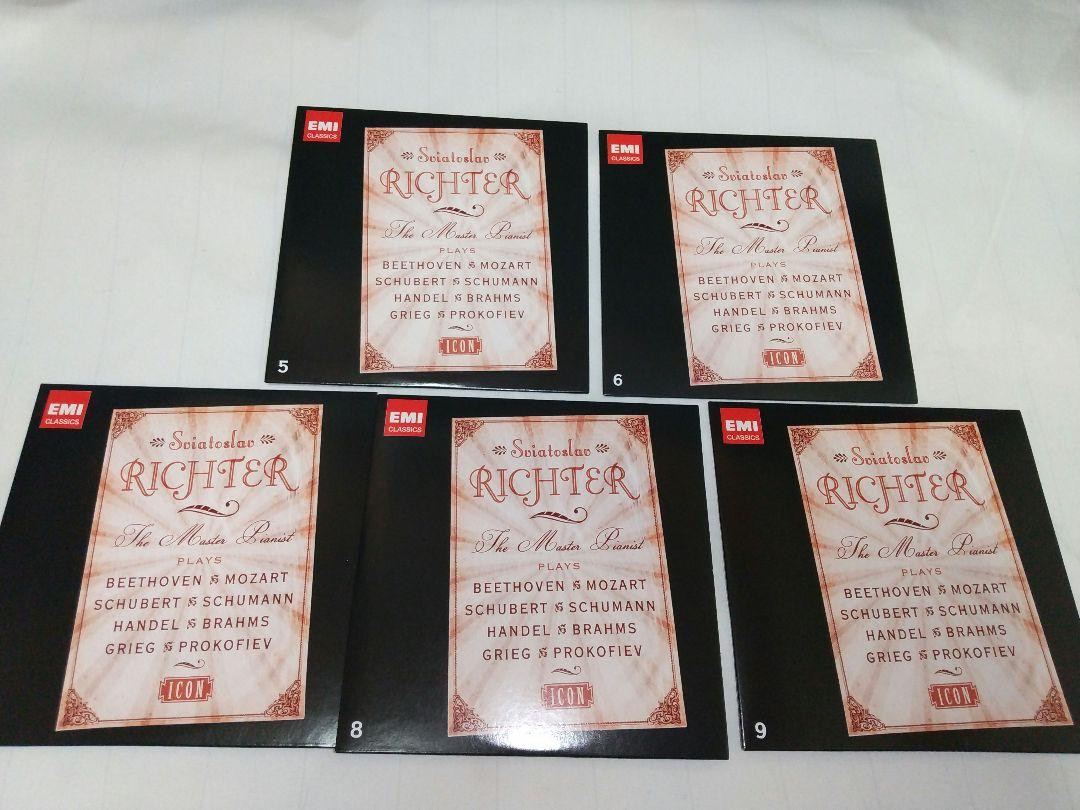 EMI
CLASSICS
Sviatoslav
RICHTER
The Master Pianist
PLAYS
BEETHOVEN & MOZART
SCHUBERT & SCHUMANN
HANDEL & BRAHMS
GRIEG & PROKOFIEV
ICON
5
EMI
CLASSICS
Sviatoslav
RICHTER
The Master Pianist
PLAYS
BEETHOVEN & MOZART
SCHUBERT & SCHUMANN
HANDEL & BRAHMS
GRIEG & PROKOFIEV
ICON
6
EMI
CLASSICS
Sviatoslav
RICHTER
The Master Pianist
PLAYS
BEETHOVEN & MOZART
SCHUBERT & SCHUMANN
HANDEL & BRAHMS
GRIEG & PROKOFIEV
ICON
EMI
CLASSICS
Sviatoslav
RICHTER
The Master Pianist
PLAYS
BEETHOVEN & MOZART
SCHUBERT & SCHUMANN
HANDEL & BRAHMS
GRIEG & PROKOFIEV
ICON
8
EMI
CLASSICS
Sviatoslav
RICHTER
The Master Pianist
PLAYS
BEETHOVEN & MOZART
SCHUBERT & SCHUMANN
HANDEL & BRAHMS
GRIEG & PROKOFIEV
ICON
9